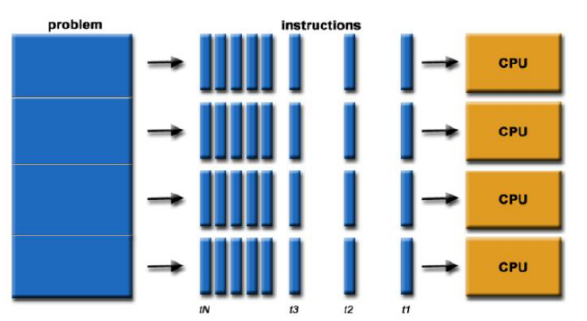 problem
instructions
CPU
CPU
CPU
CPU
tN t3 t2 t1